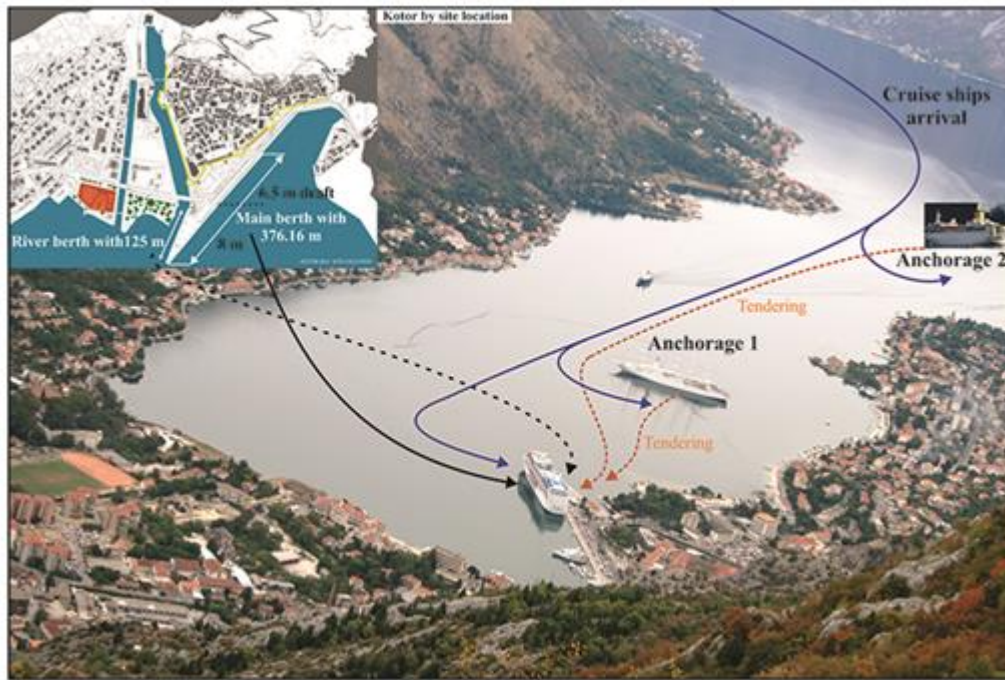 Kotor by site location
6.5 m draft
Main berth with
376.16 m
River berth with125 m
8 m
Cruise ships
arrival
Anchorage 2
Tendering
Anchorage 1
Tendering